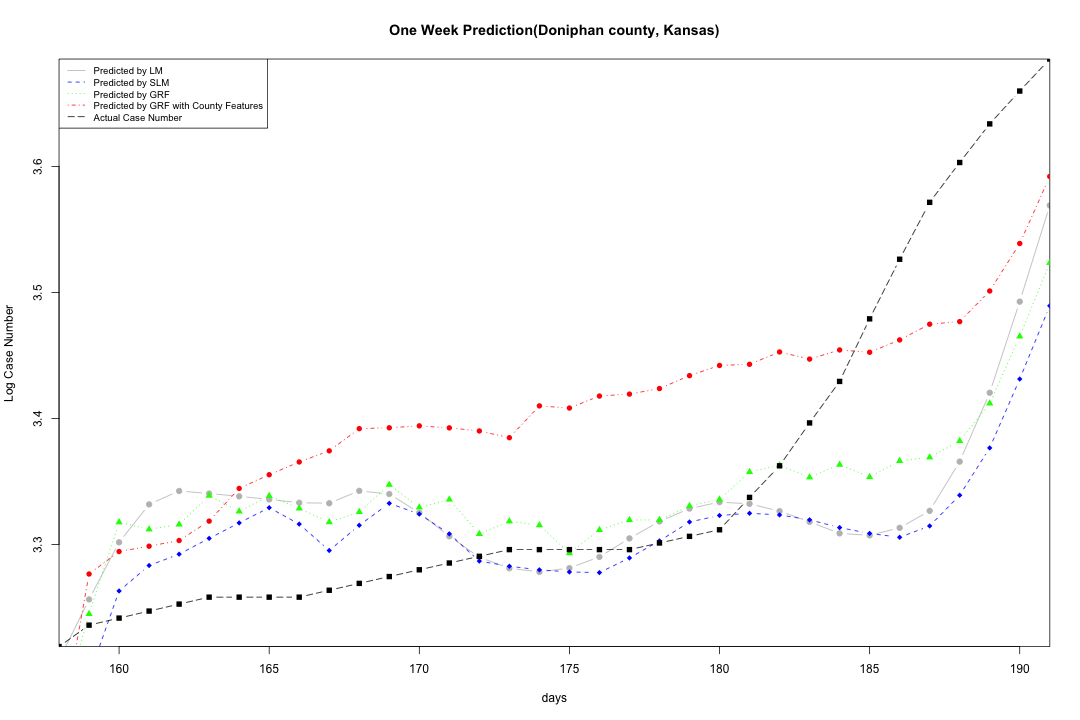 One Week Prediction(Doniphan county, Kansas)
Predicted by LM
Predicted by SLM
Predicted by GRF
Predicted by GRF with County Features
Actual Case Number
Log Case Number
3.6
3.5
3.4
3.3
160 165 170 175 180 185 190
days